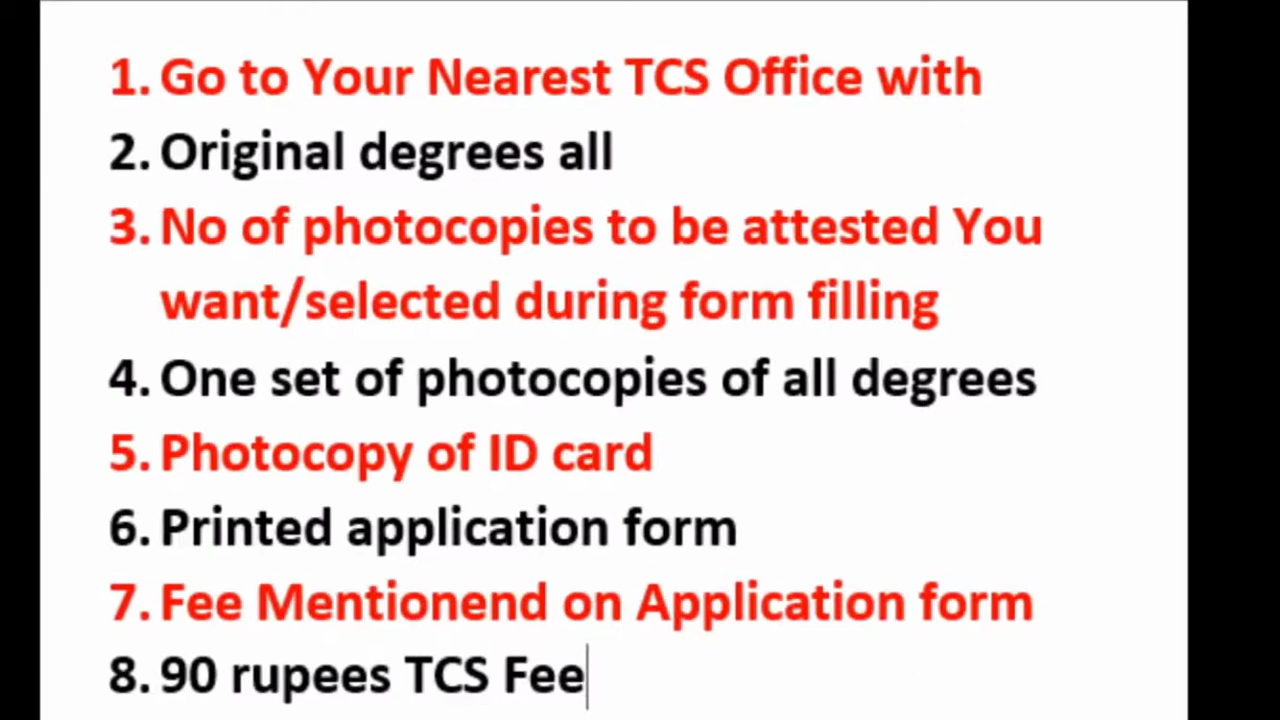 1. Go to Your Nearest TCS Office with
2. Original degrees all
3. No of photocopies to be attested You
want/selected during form filling
4. One set of photocopies of all degrees
5. Photocopy of ID card
6. Printed application form
7. Fee Mentionend on Application form
8. 90 rupees TCS Fee